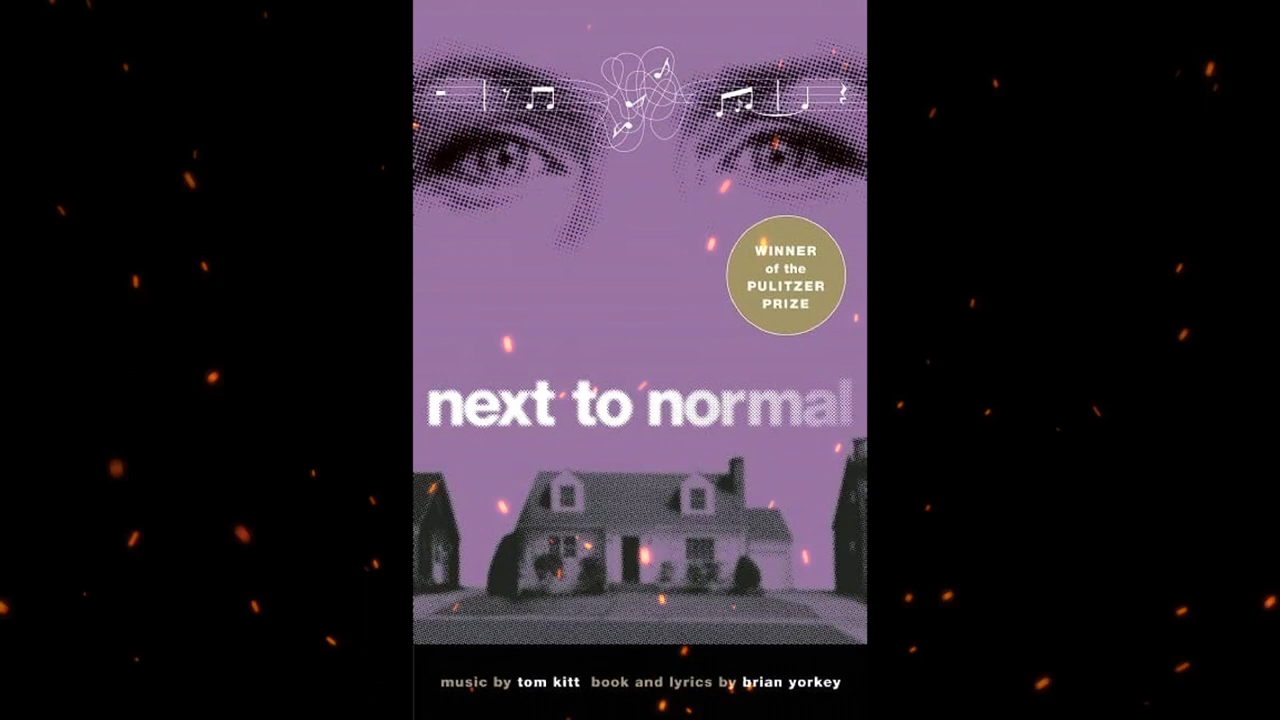 WINNER
of the
PULITZER
PRIZE
next to normal
music by tom kitt book and lyrics by brian yorkey